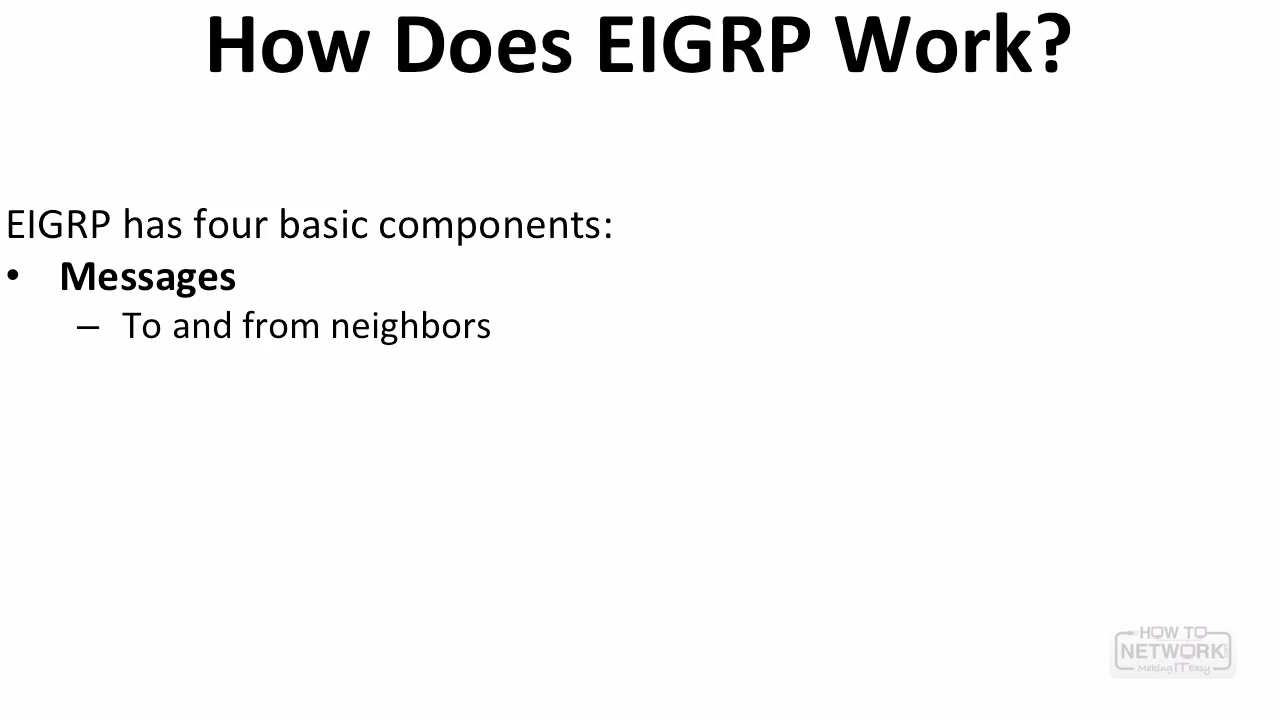 How Does EIGRP Work?
EIGRP has four basic components:
• Messages
– To and from neighbors
HOW TO
NETWORK
Making IT Easy